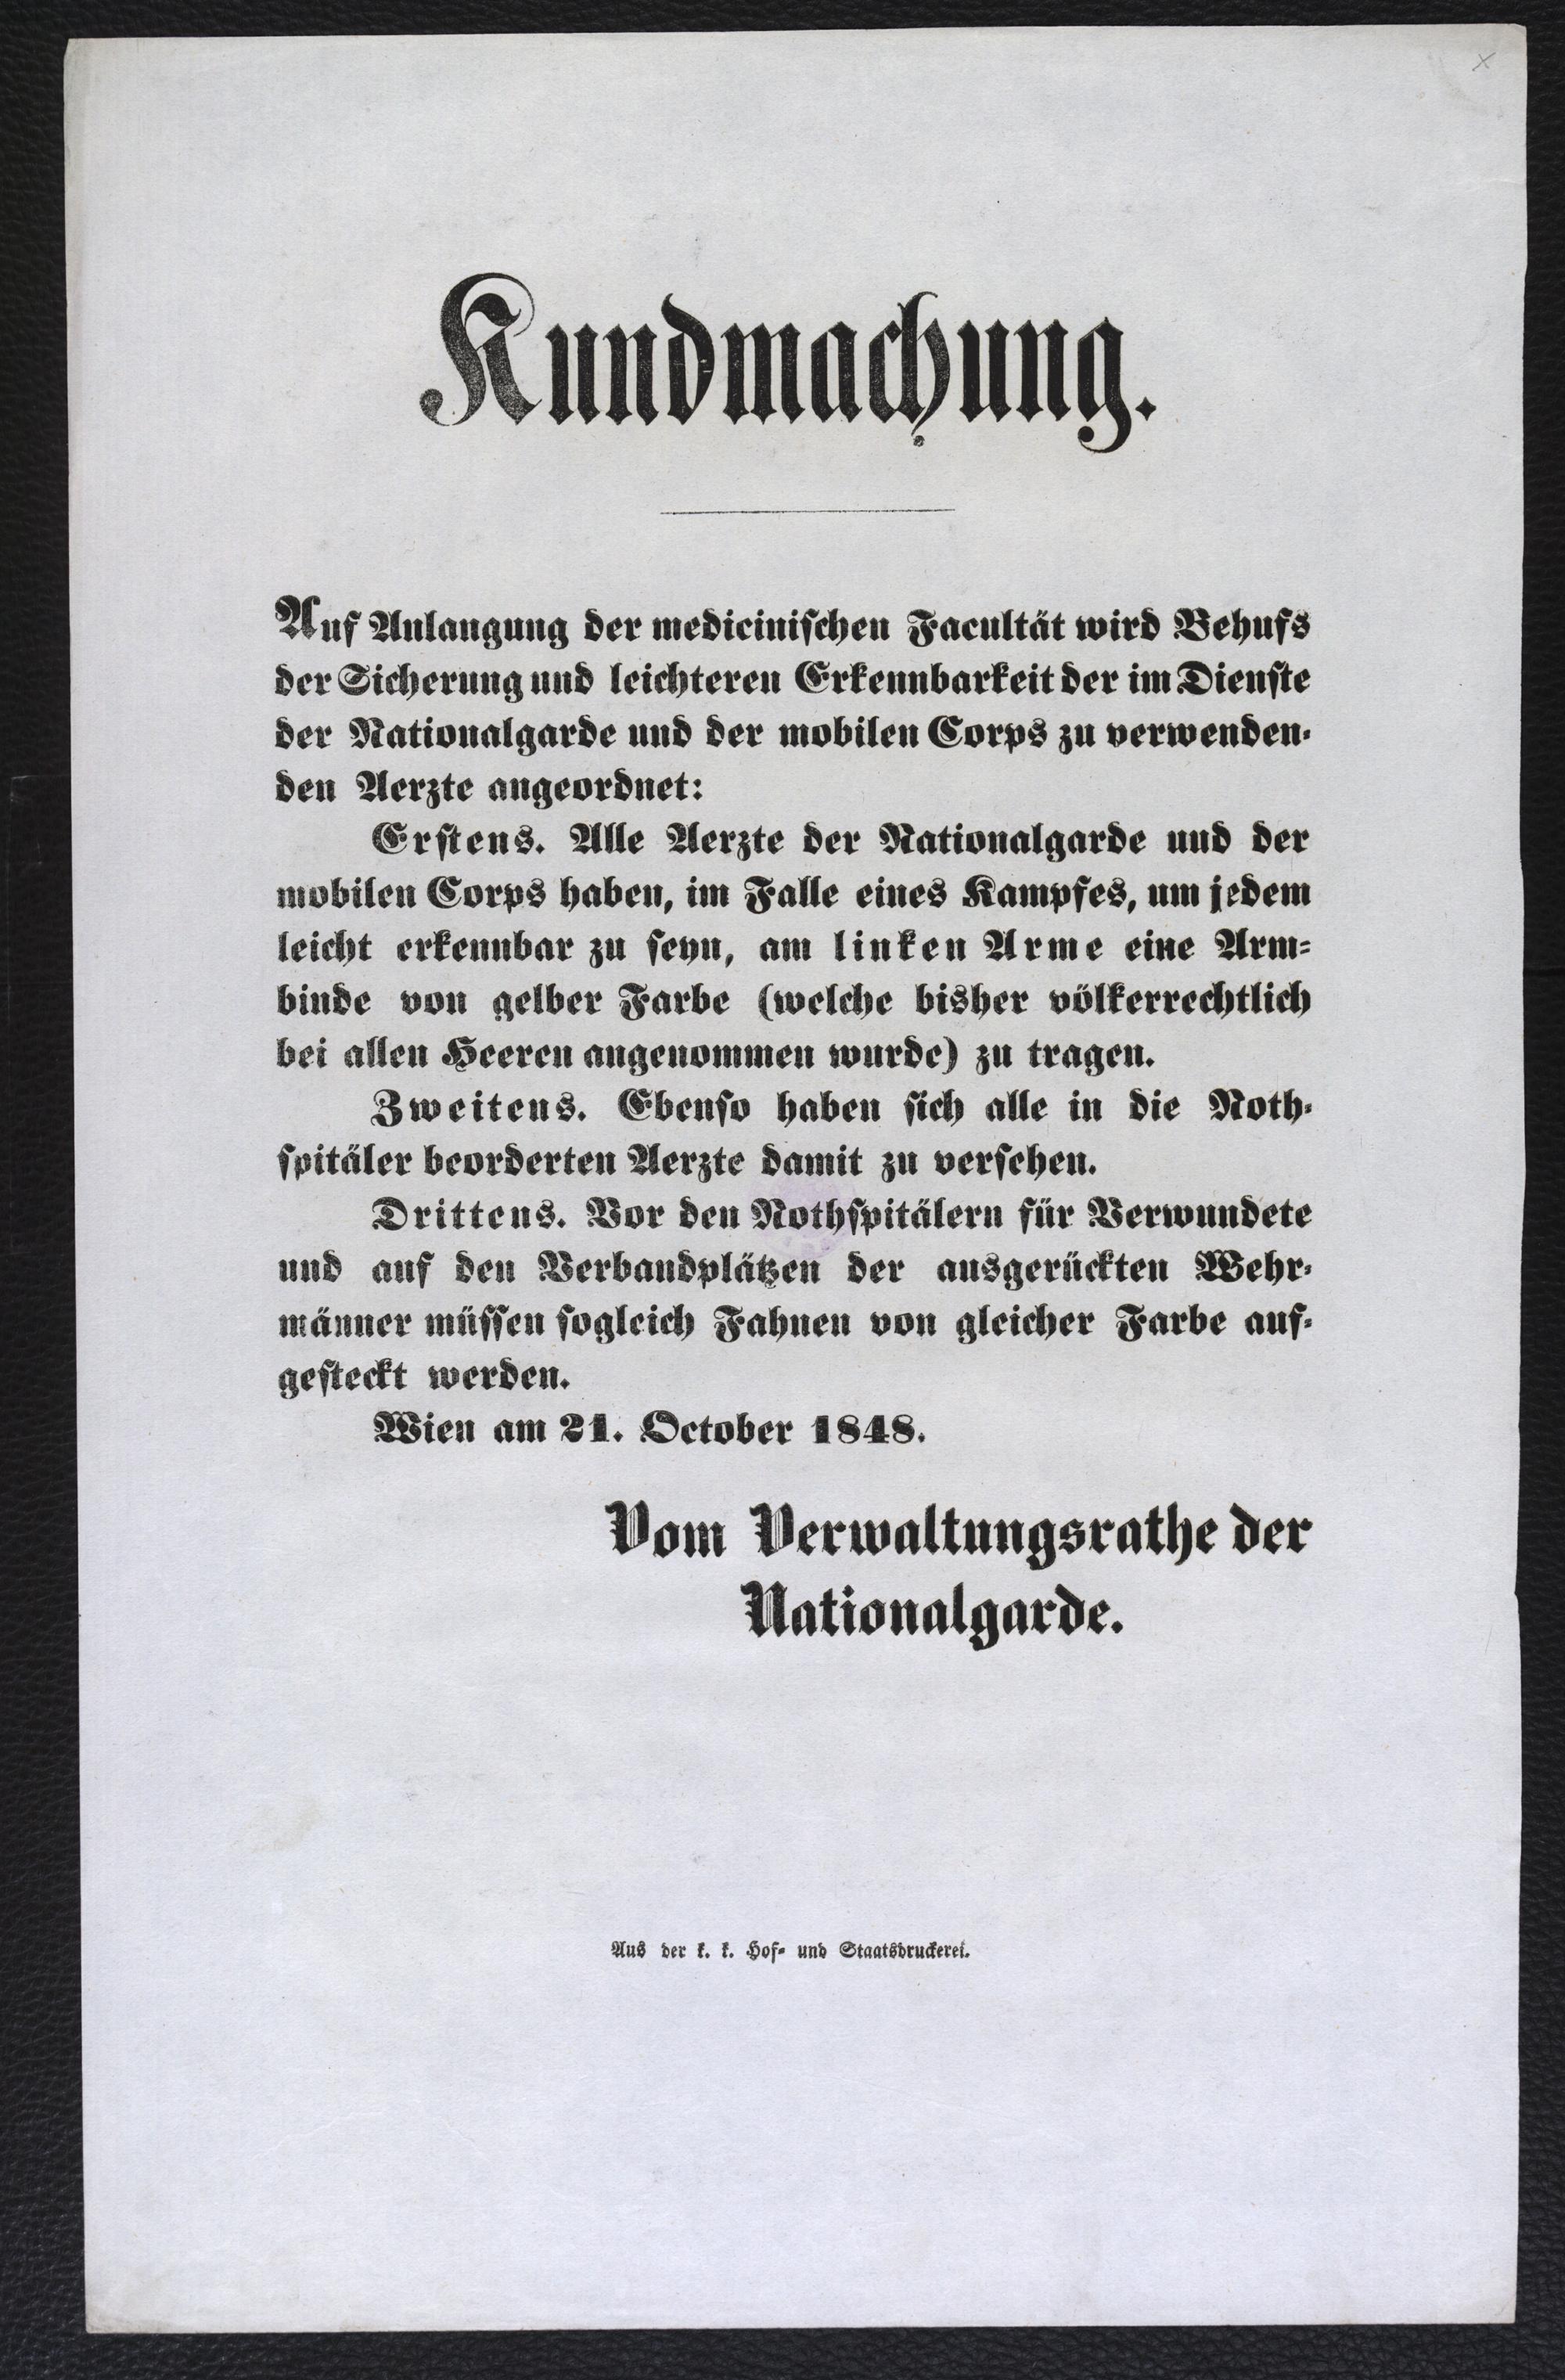 Kundmachung.
Auf Anlangung der medicinischen Facultät wird Behufs
der Sicherung und leichteren Erkennbarkeit der im Dienste
der Nationalgarde und der mobilen Corps zu verwenden-
den Aerzte angeordnet:
Erstens. Alle Aerzte der Nationalgarde und der
mobilen Corps haben, im Falle eines Kampfes, um jedem
leicht erkennbar zu seyn, am linken Arme eine Arm-
binde von gelber Farbe (welche bisher völkerrechtlich
bei allen Heeren angenommen wurde) zu tragen.
Zweitens. Ebenso haben sich alle in die Noth-
spitäler beorderten Aerzte damit zu versehen.
Drittens. Vor den Nothspitälern für Verwundete
und auf den Verbandplätzen der ausgerückten Wehr-
männer müssen sogleich Fahnen von gleicher Farbe auf-
gesteckt werden.
Wien am 21. October 1848.
Vom Verwaltungsrathe der
Nationalgarde.
Aus der k. k. Hof- und Staatsdruckerei.